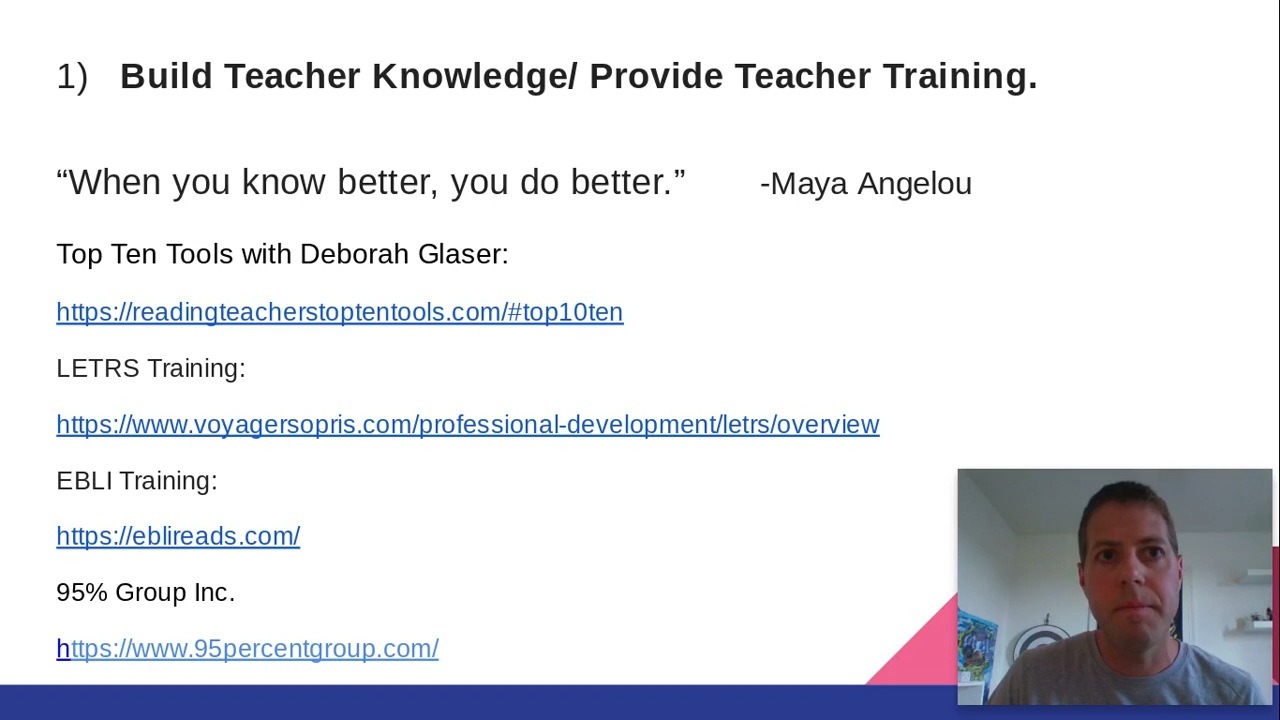 1) Build Teacher Knowledge/ Provide Teacher Training.
“When you know better, you do better.” -Maya Angelou
Top Ten Tools with Deborah Glaser:
https://readingteacherstoptentools.com/#top10ten
LETRS Training:
https://www.voyagersopris.com/professional-development/letrs/overview
EBLI Training:
https://eblireads.com/
95% Group Inc.
https://www.95percentgroup.com/